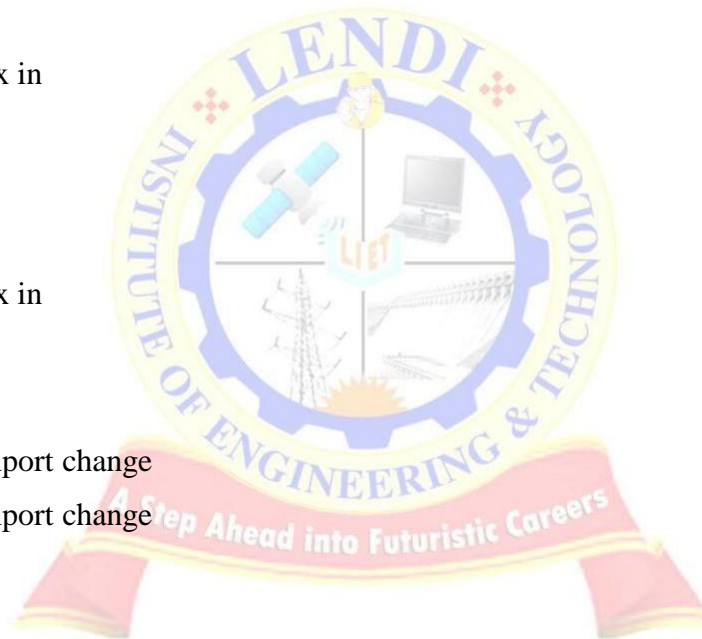 x in
LENDI
INSTITUTE OF ENGINEERING & TECHNOLOGY
LIET
x in
port change
A Step Ahead into Futuristic Careers
port change